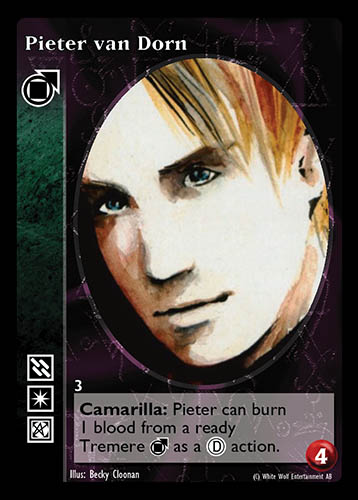 Pieter van Dorn
3
Camarilla: Pieter can burn
1 blood from a ready
Tremere as a D action.
4
Illus: Becky Cloonan
(C) White Wolf Entertainment AB